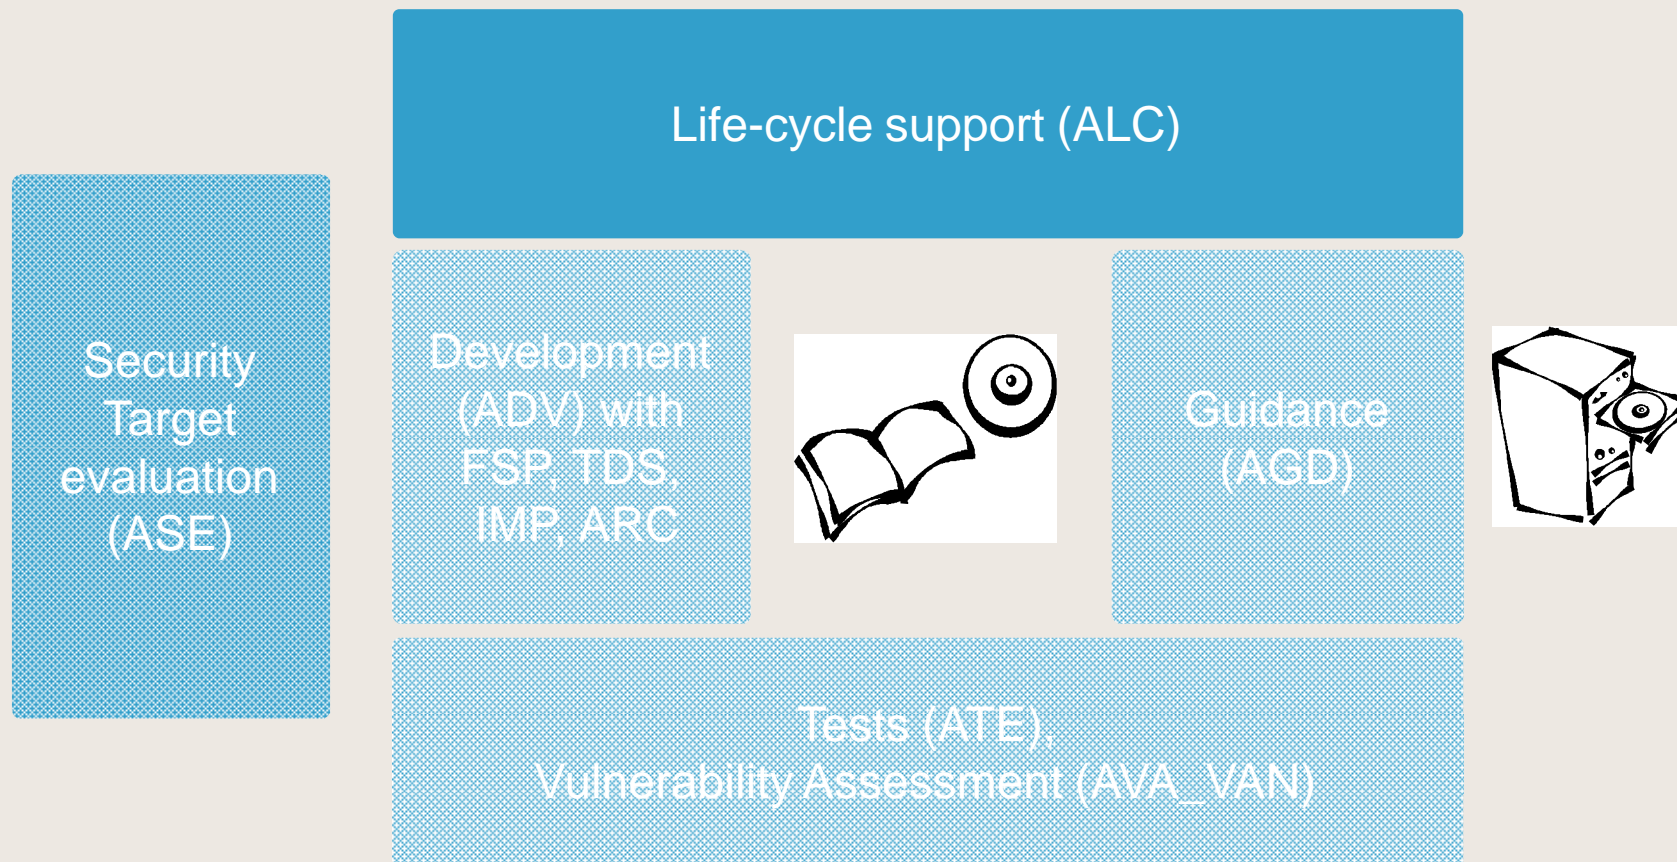 Life-cycle support (ALC)
Security
Target
evaluation
(ASE)
Development
(ADV) with
FSP, TDS,
IMP, ARC
Guidance
(AGD)
Tests (ATE),
Vulnerability Assessment (AVA_VAN)